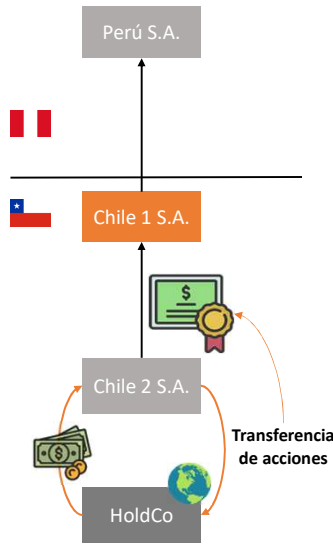 Perú S.A.
Chile 1 S.A.
$
Chile 2 S.A.
$
Transferencia
de acciones
HoldCo